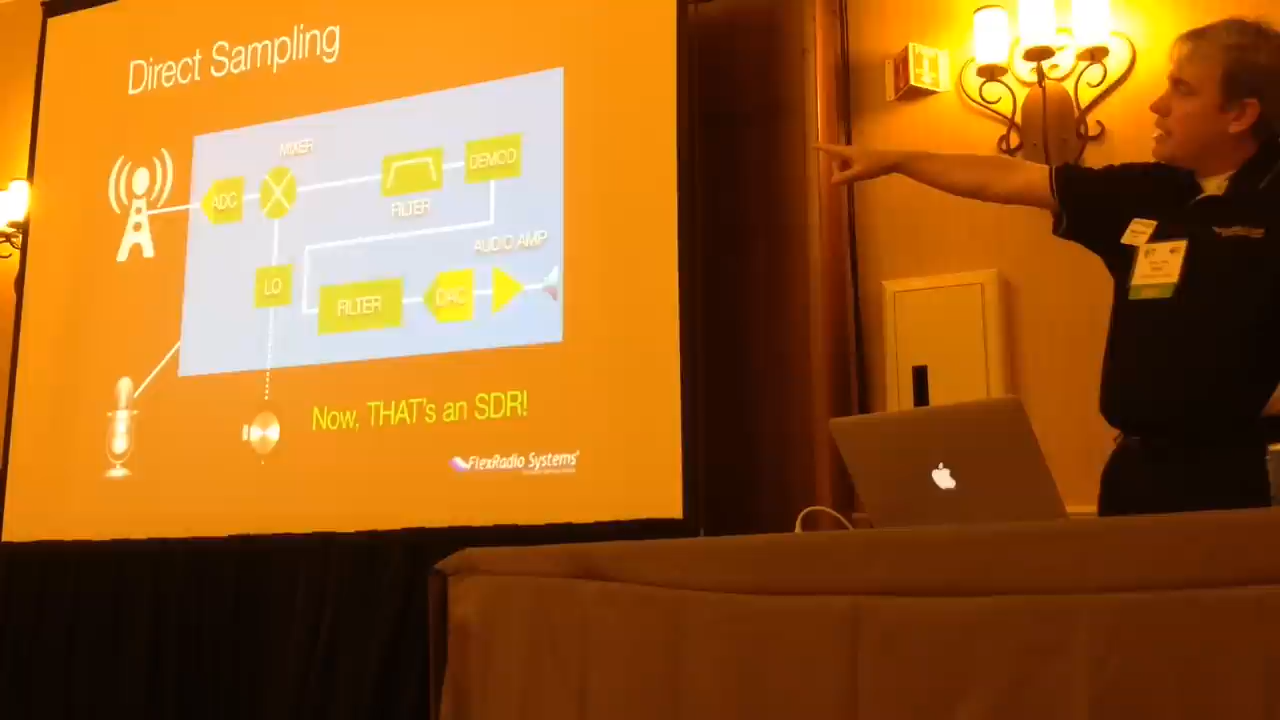 Direct Sampling
MIXER
ADC
FILTER
DEMOD
LO
AUDIO AMP
FILTER
DAC
Now, THAT's an SDR!
FlexRadio Systems